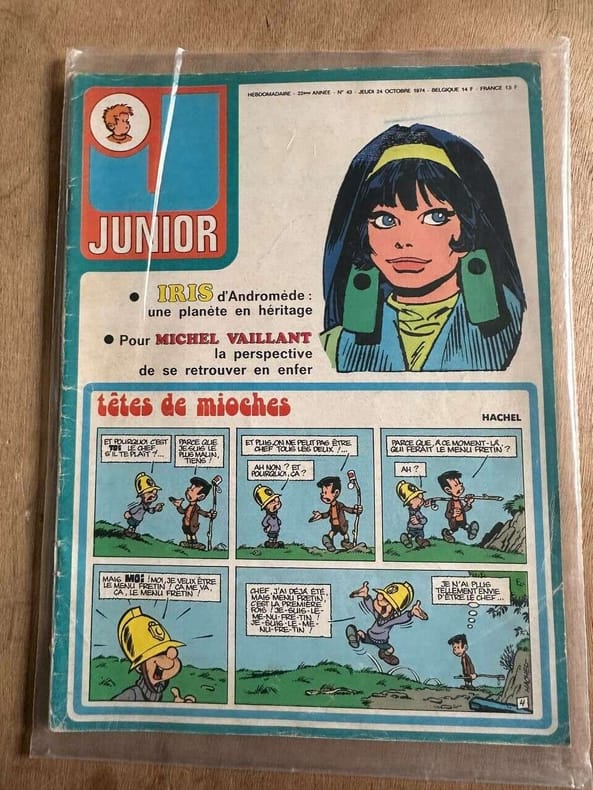 HEBDOMADAIRE - 22ème ANNÉE - N° 43 - JEUDI 24 OCTOBRE 1974 - BELGIQUE 14 F - FRANCE 13 F
JUNIOR
• IRIS d'Andromède :
une planète en héritage
• Pour MICHEL VAILLANT
la perspective
de se retrouver en enfer
têtes de mioches
HACHEL
ET POURQUOI C'EST
TOI LE CHEF,
S'IL TE PLAÎT ?...
PARCE QUE
JE SUIS LE
PLUS MALIN,
TIENS !
ET PUIS, ON NE PEUT PAS ÊTRE
CHEF TOUS LES DEUX !...
AH NON ? ET
POURQUOI, ÇA ?
PARCE QUE, À CE MOMENT-LÀ,
QUI FERAIT LE MENU FRETIN ?
AH ?
MAIS MOI ! MOI, JE VEUX ÊTRE
LE MENU FRETIN ! ÇA ME VA,
ÇA, LE MENU FRETIN !
CHEF, J'AI DÉJÀ ÉTÉ,
MAIS MENU FRETIN,
C'EST LA PREMIÈRE
FOIS ! JE-SUIS-LE-
ME-NU-FRE-TIN !
JE-SUIS-LE-ME-
NU-FRE-TIN !
JE N'AI PLUS
TELLEMENT ENVIE
D'ÊTRE LE CHEF...
HACHEL
4